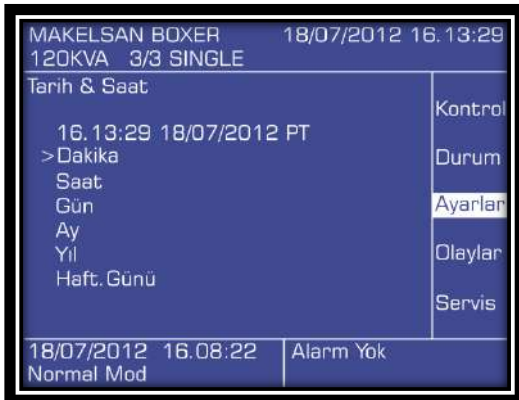 MAKELSAN BOXER 18/07/2012 16.13:29
120KVA 3/3 SINGLE
Tarih & Saat
16.13:29 18/07/2012 PT
>Dakika
Saat
Gün
Ay
Yıl
Haft.Günü
Kontrol
Durum
Ayarlar
Olaylar
Servis
18/07/2012 16.08:22 Alarm Yok
Normal Mod